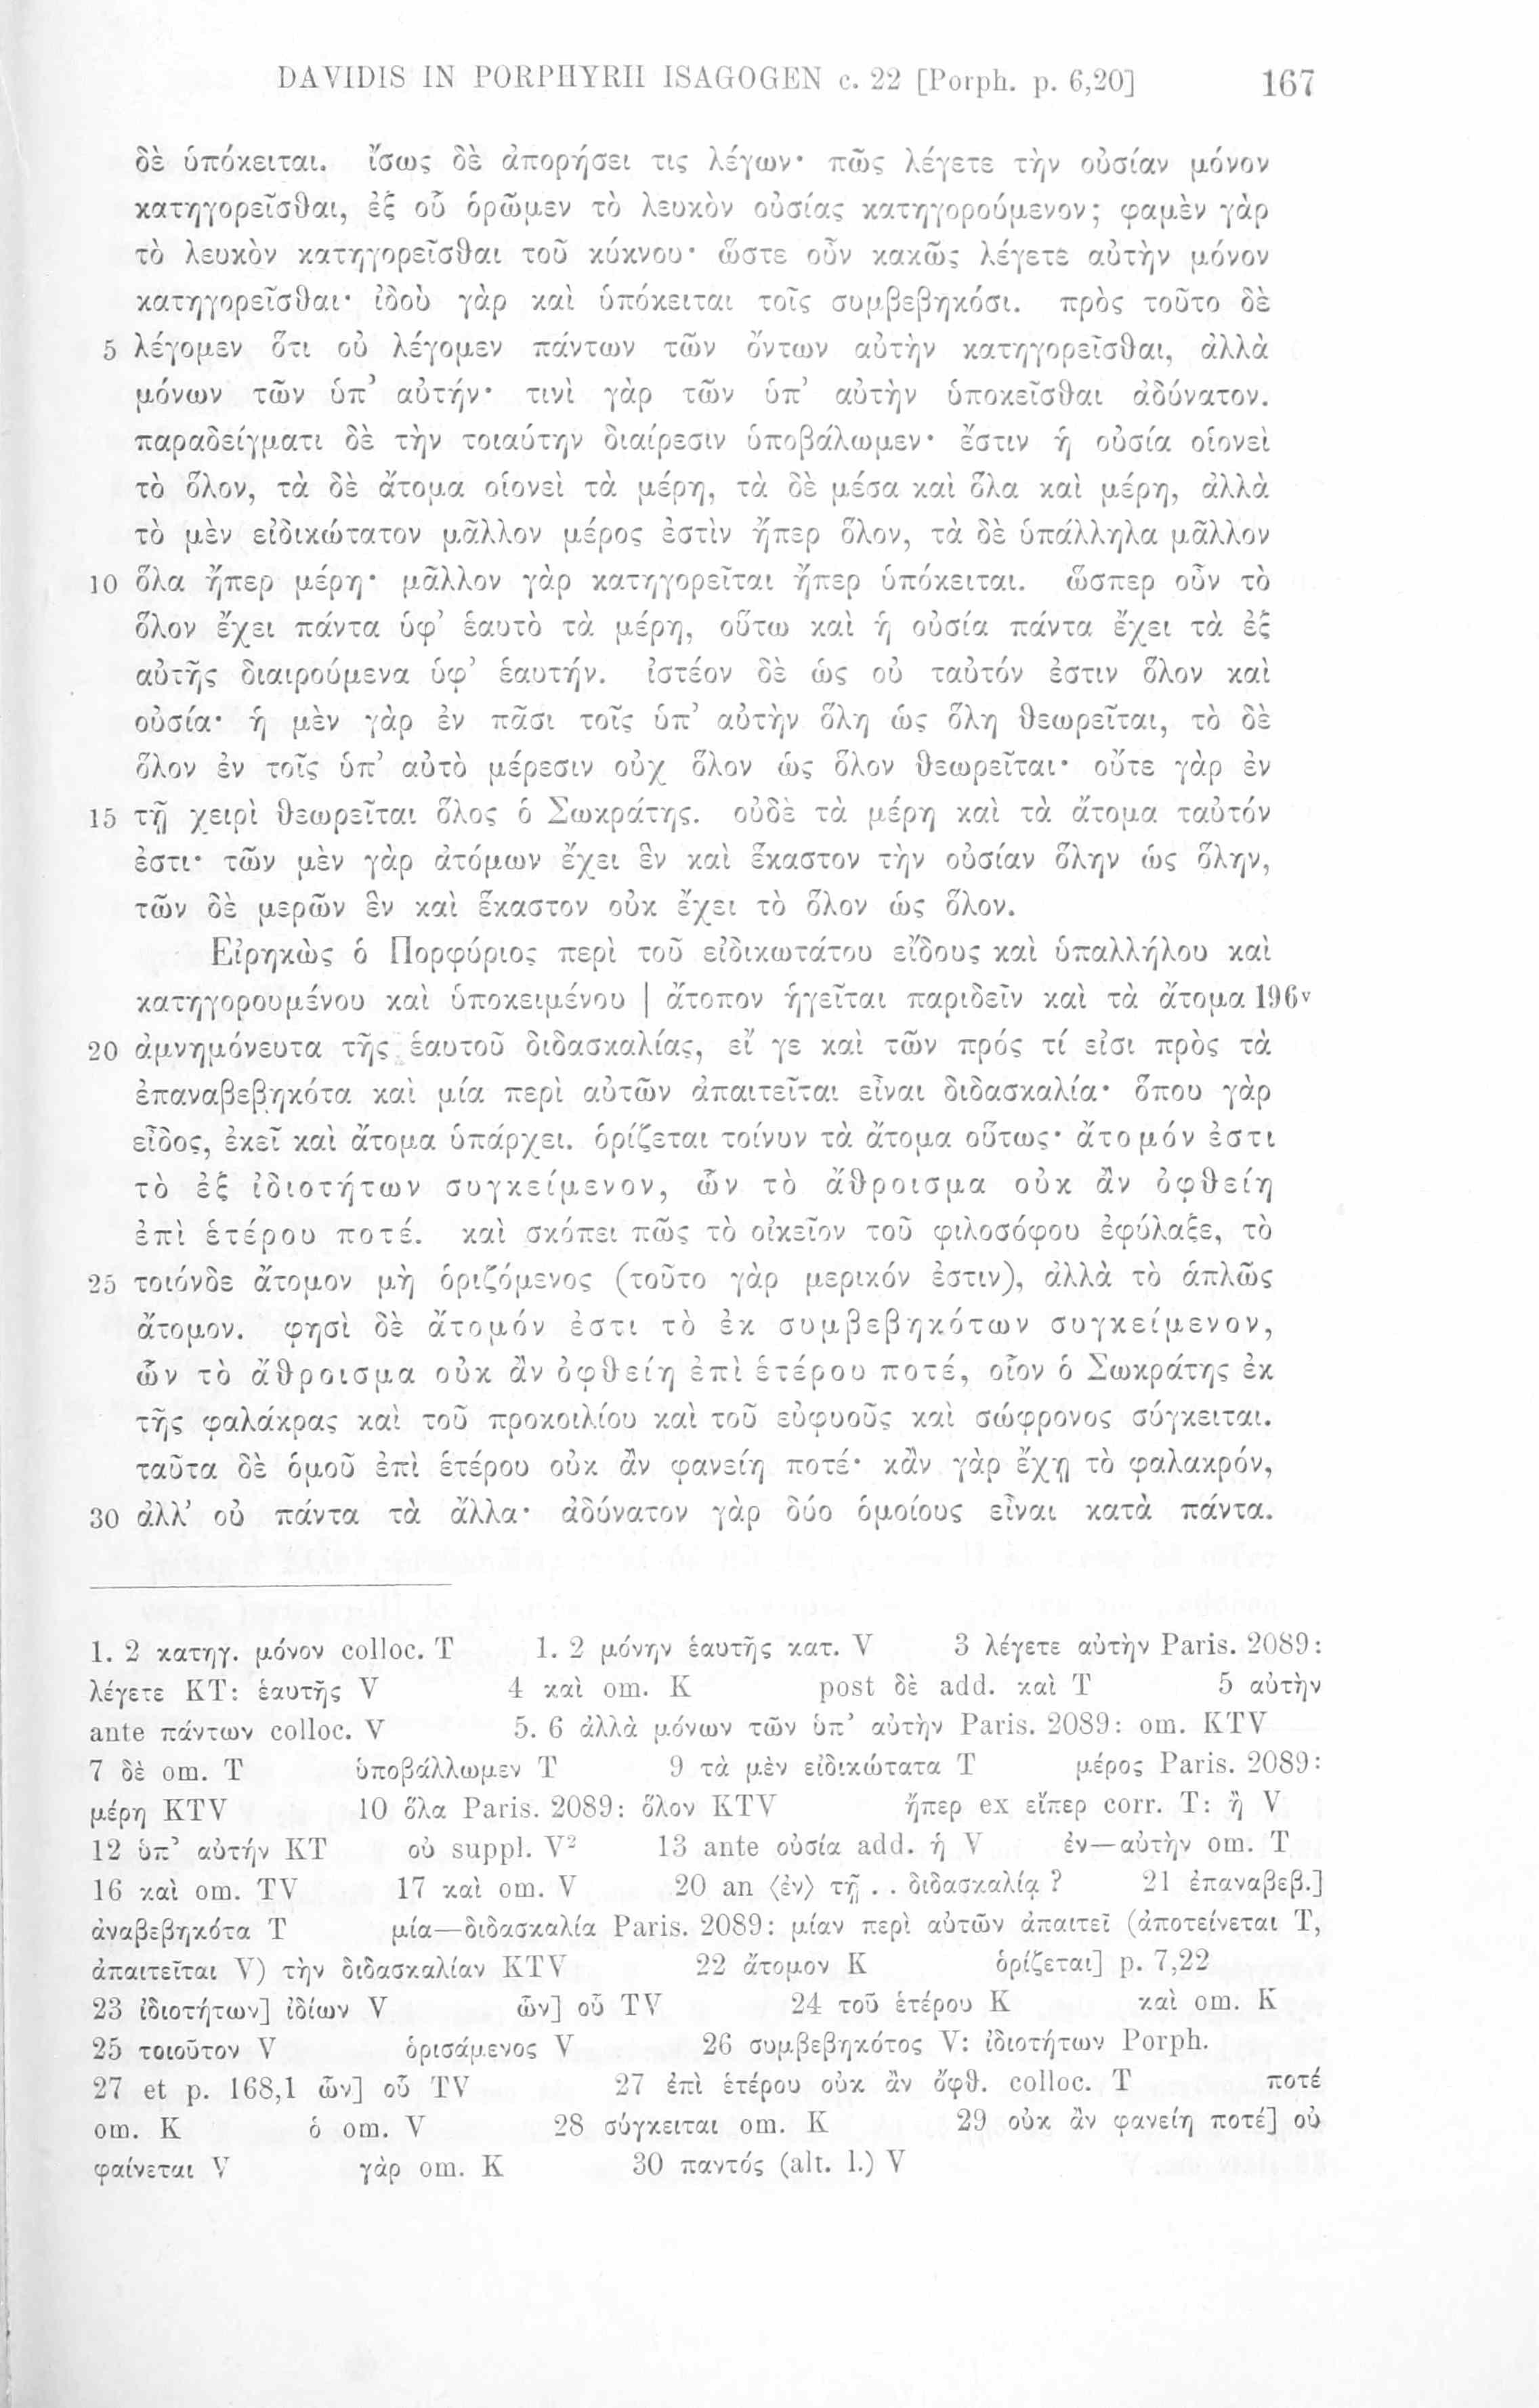 DAVIDIS IN PORPHYRII ISAGOGEN c. 22 [Porph. p. 6,20] 167
δὲ ὑπόκειται. ἴσως δὲ ἀπορήσει τις λέγων· πῶς λέγετε τὴν οὐσίαν μόνον
κατηγορεῖσθαι, ἐξ οὗ ὁρῶμεν τὸ λευκὸν οὐσίας κατηγορούμενον; φαμὲν γὰρ
τὸ λευκὸν κατηγορεῖσθαι τοῦ κύκνου· ὥστε οὖν κακῶς λέγετε αὐτὴν μόνον
κατηγορεῖσθαι· ἰδοὺ γὰρ καὶ ὑπόκειται τοῖς συμβεβηκόσι. πρὸς τοῦτο δὲ
5 λέγομεν ὅτι οὐ λέγομεν πάντων τῶν ὄντων αὐτὴν κατηγορεῖσθαι, ἀλλὰ
μόνων τῶν ὑπ’ αὐτήν· τινὶ γὰρ τῶν ὑπ’ αὐτὴν ὑποκεῖσθαι ἀδύνατον.
παραδείγματι δὲ τὴν τοιαύτην διαίρεσιν ὑποβάλωμεν· ἔστιν ἡ οὐσία οἱονεὶ
τὸ ὅλον, τὰ δὲ ἄτομα οἱονεὶ τὰ μέρη, τὰ δὲ μέσα καὶ ὅλα καὶ μέρη, ἀλλὰ
τὸ μὲν εἰδικώτατον μᾶλλον μέρος ἐστὶν ἤπερ ὅλον, τὰ δὲ ὑπάλληλα μᾶλλον
10 ὅλα ἤπερ μέρη· μᾶλλον γὰρ κατηγορεῖται ἤπερ ὑπόκειται. ὥσπερ οὖν τὸ
ὅλον ἔχει πάντα ὑφ’ ἑαυτὸ τὰ μέρη, οὕτω καὶ ἡ οὐσία πάντα ἔχει τὰ ἐξ
αὐτῆς διαιρούμενα ὑφ’ ἑαυτήν. ἰστέον δὲ ὡς οὐ ταὐτόν ἐστιν ὅλον καὶ
οὐσία· ἡ μὲν γὰρ ἐν πᾶσι τοῖς ὑπ’ αὐτὴν ὅλη ὡς ὅλη θεωρεῖται, τὸ δὲ
ὅλον ἐν τοῖς ὑπ’ αὐτὸ μέρεσιν οὐχ ὅλον ὡς ὅλον θεωρεῖται· οὔτε γὰρ ἐν
15 τῇ χειρὶ θεωρεῖται ὅλος ὁ Σωκράτης. οὐδὲ τὰ μέρη καὶ τὰ ἄτομα ταὐτόν
ἐστι· τῶν μὲν γὰρ ἀτόμων ἔχει ἓν καὶ ἕκαστον τὴν οὐσίαν ὅλην ὡς ὅλην,
τῶν δὲ μερῶν ἓν καὶ ἕκαστον οὐκ ἔχει τὸ ὅλον ὡς ὅλον.
Εἰρηκὼς ὁ Πορφύριος περὶ τοῦ εἰδικωτάτου εἴδους καὶ ὑπαλλήλου καὶ
κατηγορουμένου καὶ ὑποκειμένου | ἄτοπον ἡγεῖται παριδεῖν καὶ τὰ ἄτομα 196ᵛ
20 ἀμνημόνευτα τῆς ἑαυτοῦ διδασκαλίας, εἴ γε καὶ τῶν πρός τί εἰσι πρὸς τὰ
ἐπαναβεβηκότα καὶ μία περὶ αὐτῶν ἀπαιτεῖται εἶναι διδασκαλία· ὅπου γὰρ
εἶδος, ἐκεῖ καὶ ἄτομα ὑπάρχει. ὁρίζεται τοίνυν τὰ ἄτομα οὕτως· ἄτομόν ἐστι
τὸ ἐξ ἰδιοτήτων συγκείμενον, ὧν τὸ ἄθροισμα οὐκ ἂν ὀφθείη
ἐπὶ ἑτέρου ποτέ. καὶ σκόπει πῶς τὸ οἰκεῖον τοῦ φιλοσόφου ἐφύλαξε, τὸ
25 τοιόνδε ἄτομον μὴ ὁριζόμενος (τοῦτο γὰρ μερικόν ἐστιν), ἀλλὰ τὸ ἁπλῶς
ἄτομον. φησὶ δὲ ἄτομόν ἐστι τὸ ἐκ συμβεβηκότων συγκείμενον,
ὧν τὸ ἄθροισμα οὐκ ἂν ὀφθείη ἐπὶ ἑτέρου ποτέ, οἷον ὁ Σωκράτης ἐκ
τῆς φαλάκρας καὶ τοῦ προκοιλίου καὶ τοῦ εὐφυοῦς καὶ σώφρονος σύγκειται.
ταῦτα δὲ ὁμοῦ ἐπὶ ἑτέρου οὐκ ἂν φανείη ποτέ· κἂν γὰρ ἔχῃ τὸ φαλακρόν,
30 ἀλλ’ οὐ πάντα τὰ ἄλλα· ἀδύνατον γὰρ δύο ὁμοίους εἶναι κατὰ πάντα.
1. 2 κατηγ. μόνον colloc. T 1. 2 μόνην ἑαυτῆς κατ. V 3 λέγετε αὐτὴν Paris. 2089:
λέγετε KT: ἑαυτῆς V 4 καὶ om. K post δὲ add. καὶ T 5 αὐτὴν
ante πάντων colloc. V 5. 6 ἀλλὰ μόνων τῶν ὑπ’ αὐτὴν Paris. 2089: om. KTV
7 δὲ om. T ὑποβάλλωμεν T 9 τὰ μὲν εἰδικώτατα T μέρος Paris. 2089:
μέρη KTV 10 ὅλα Paris. 2089: ὅλον KTV ἤπερ ex εἴπερ corr. T: ἢ V
12 ὑπ’ αὐτήν KT οὐ suppl. V² 13 ante οὐσία add. ἡ V ἐν—αὐτὴν om. T
16 καὶ om. TV 17 καὶ om. V 20 an ⟨ἐν⟩ τῇ . . διδασκαλίᾳ ? 21 ἐπαναβεβ.]
ἀναβεβηκότα T μία—διδασκαλία Paris. 2089: μίαν περὶ αὐτῶν ἀπαιτεῖ (ἀποτείνεται T,
ἀπαιτεῖται V) τὴν διδασκαλίαν KTV 22 ἄτομον K ὁρίζεται] p. 7,22
23 ἰδιοτήτων] ἰδίων V ὧν] οὗ TV 24 τοῦ ἑτέρου K καὶ om. K
25 τοιοῦτον V ὁρισάμενος V 26 συμβεβηκότος V: ἰδιοτήτων Porph.
27 et p. 168,1 ὧν] οὗ TV 27 ἐπὶ ἑτέρου οὐκ ἂν ὀφθ. colloc. T ποτέ
om. K ὁ om. V 28 σύγκειται om. K 29 οὐκ ἂν φανείη ποτέ] οὐ
φαίνεται V γὰρ om. K 30 παντός (alt. l.) V